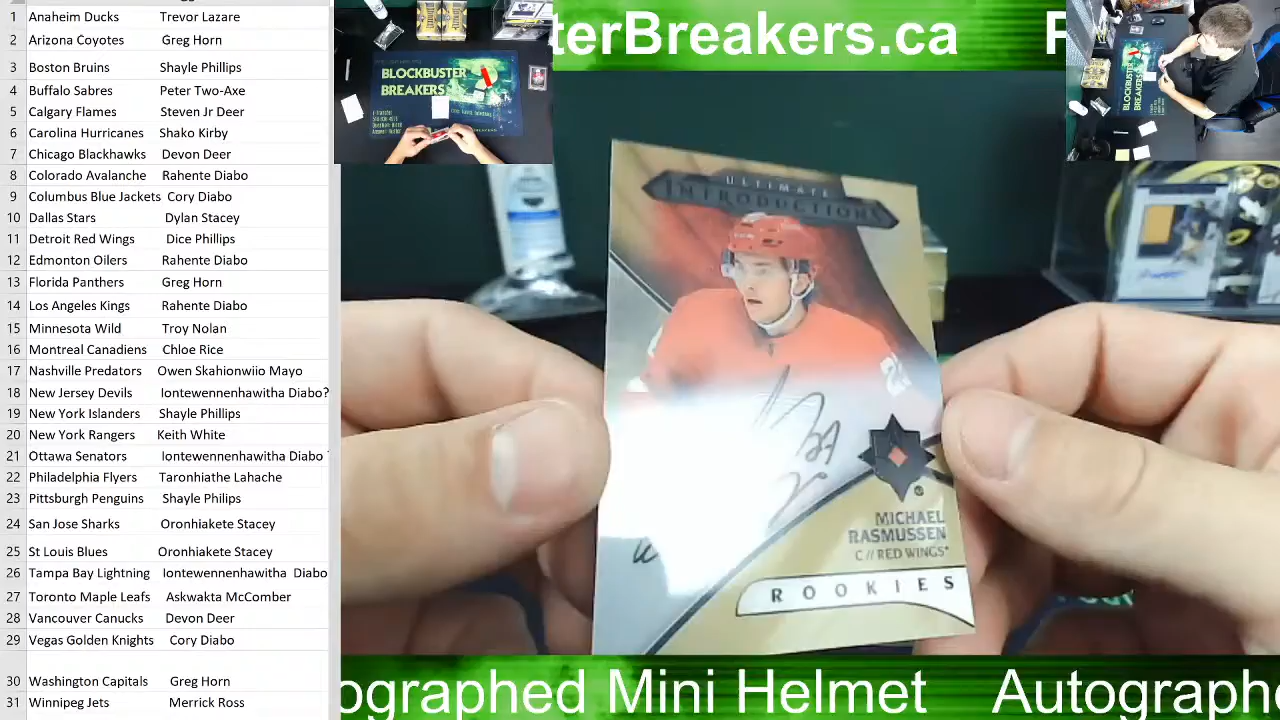 1 Anaheim Ducks Trevor Lazare
2 Arizona Coyotes Greg Horn
3 Boston Bruins Shayle Phillips
4 Buffalo Sabres Peter Two-Axe
5 Calgary Flames Steven Jr Deer
6 Carolina Hurricanes Shako Kirby
7 Chicago Blackhawks Devon Deer
8 Colorado Avalanche Rahente Diabo
9 Columbus Blue Jackets Cory Diabo
10 Dallas Stars Dylan Stacey
11 Detroit Red Wings Dice Phillips
12 Edmonton Oilers Rahente Diabo
13 Florida Panthers Greg Horn
14 Los Angeles Kings Rahente Diabo
15 Minnesota Wild Troy Nolan
16 Montreal Canadiens Chloe Rice
17 Nashville Predators Owen Skahionwiio Mayo
18 New Jersey Devils Iontewennenhawitha Diabo?
19 New York Islanders Shayle Phillips
20 New York Rangers Keith White
21 Ottawa Senators Iontewennenhawitha Diabo
22 Philadelphia Flyers Taronhiathe Lahache
23 Pittsburgh Penguins Shayle Philips
24 San Jose Sharks Oronhiakete Stacey
25 St Louis Blues Oronhiakete Stacey
26 Tampa Bay Lightning Iontewennenhawitha Diabo
27 Toronto Maple Leafs Askwakta McComber
28 Vancouver Canucks Devon Deer
29 Vegas Golden Knights Cory Diabo
30 Washington Capitals Greg Horn
31 Winnipeg Jets Merrick Ross
terBreakers.ca
BLOCKBUSTER
BREAKERS
BLOCKBUSTER
BREAKERS
ULTIMATE
INTRODUCTIONS
MICHAEL
RASMUSSEN
C // RED WINGS
ROOKIES
ographed Mini Helmet Autographe